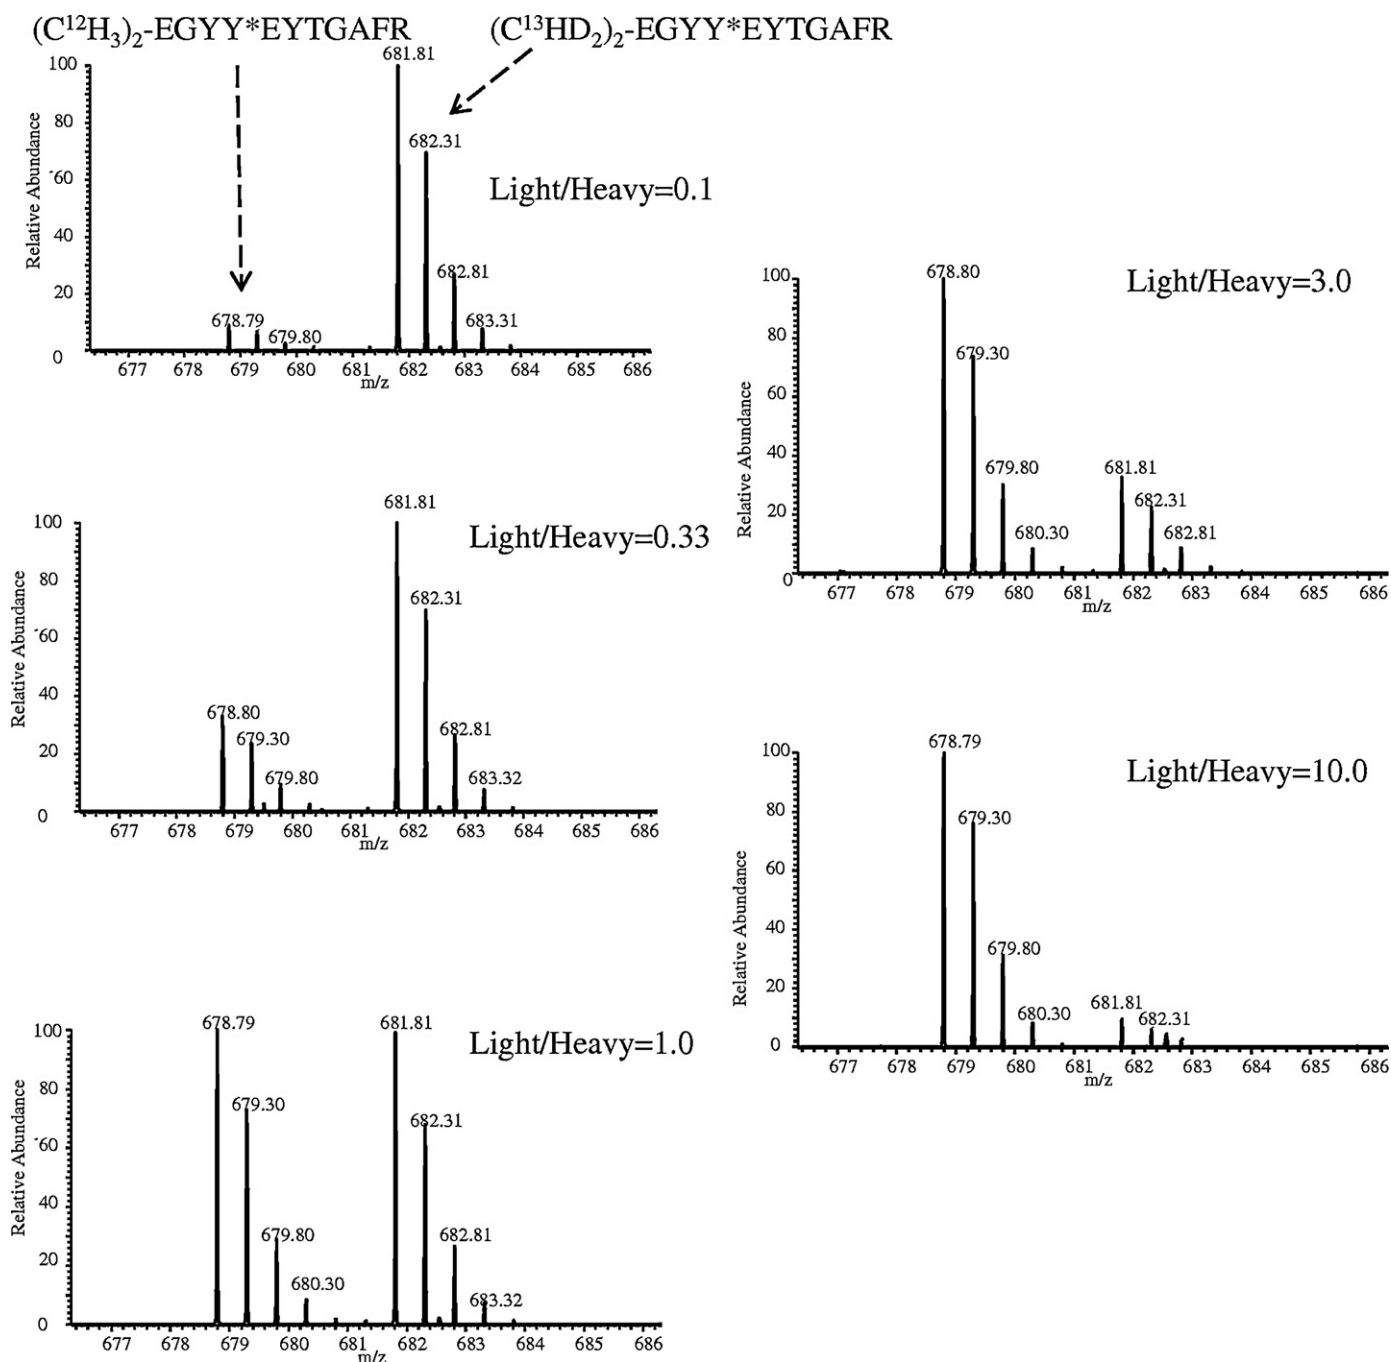 (C¹²H₃)₂-EGYY*EYTGAFR
(C¹³HD₂)₂-EGYY*EYTGAFR
Light/Heavy=0.1
Relative Abundance
100
80
60
40
20
0
678.79
679.80
681.81
682.31
682.81
683.31
677 678 679 680 681 682 683 684 685 686
m/z
Light/Heavy=0.33
Relative Abundance
100
80
60
40
20
0
678.80
679.30
679.80
681.81
682.31
682.81
683.32
677 678 679 680 681 682 683 684 685 686
m/z
Light/Heavy=1.0
Relative Abundance
100
80
60
40
20
0
678.79
679.30
679.80
680.30
681.81
682.31
682.81
683.32
677 678 679 680 681 682 683 684 685 686
m/z
Light/Heavy=3.0
Relative Abundance
100
80
60
40
20
0
678.80
679.30
679.80
680.30
681.81
682.31
682.81
677 678 679 680 681 682 683 684 685 686
m/z
Light/Heavy=10.0
Relative Abundance
100
80
60
40
20
0
678.79
679.30
679.80
680.30
681.81
682.31
677 678 679 680 681 682 683 684 685 686
m/z